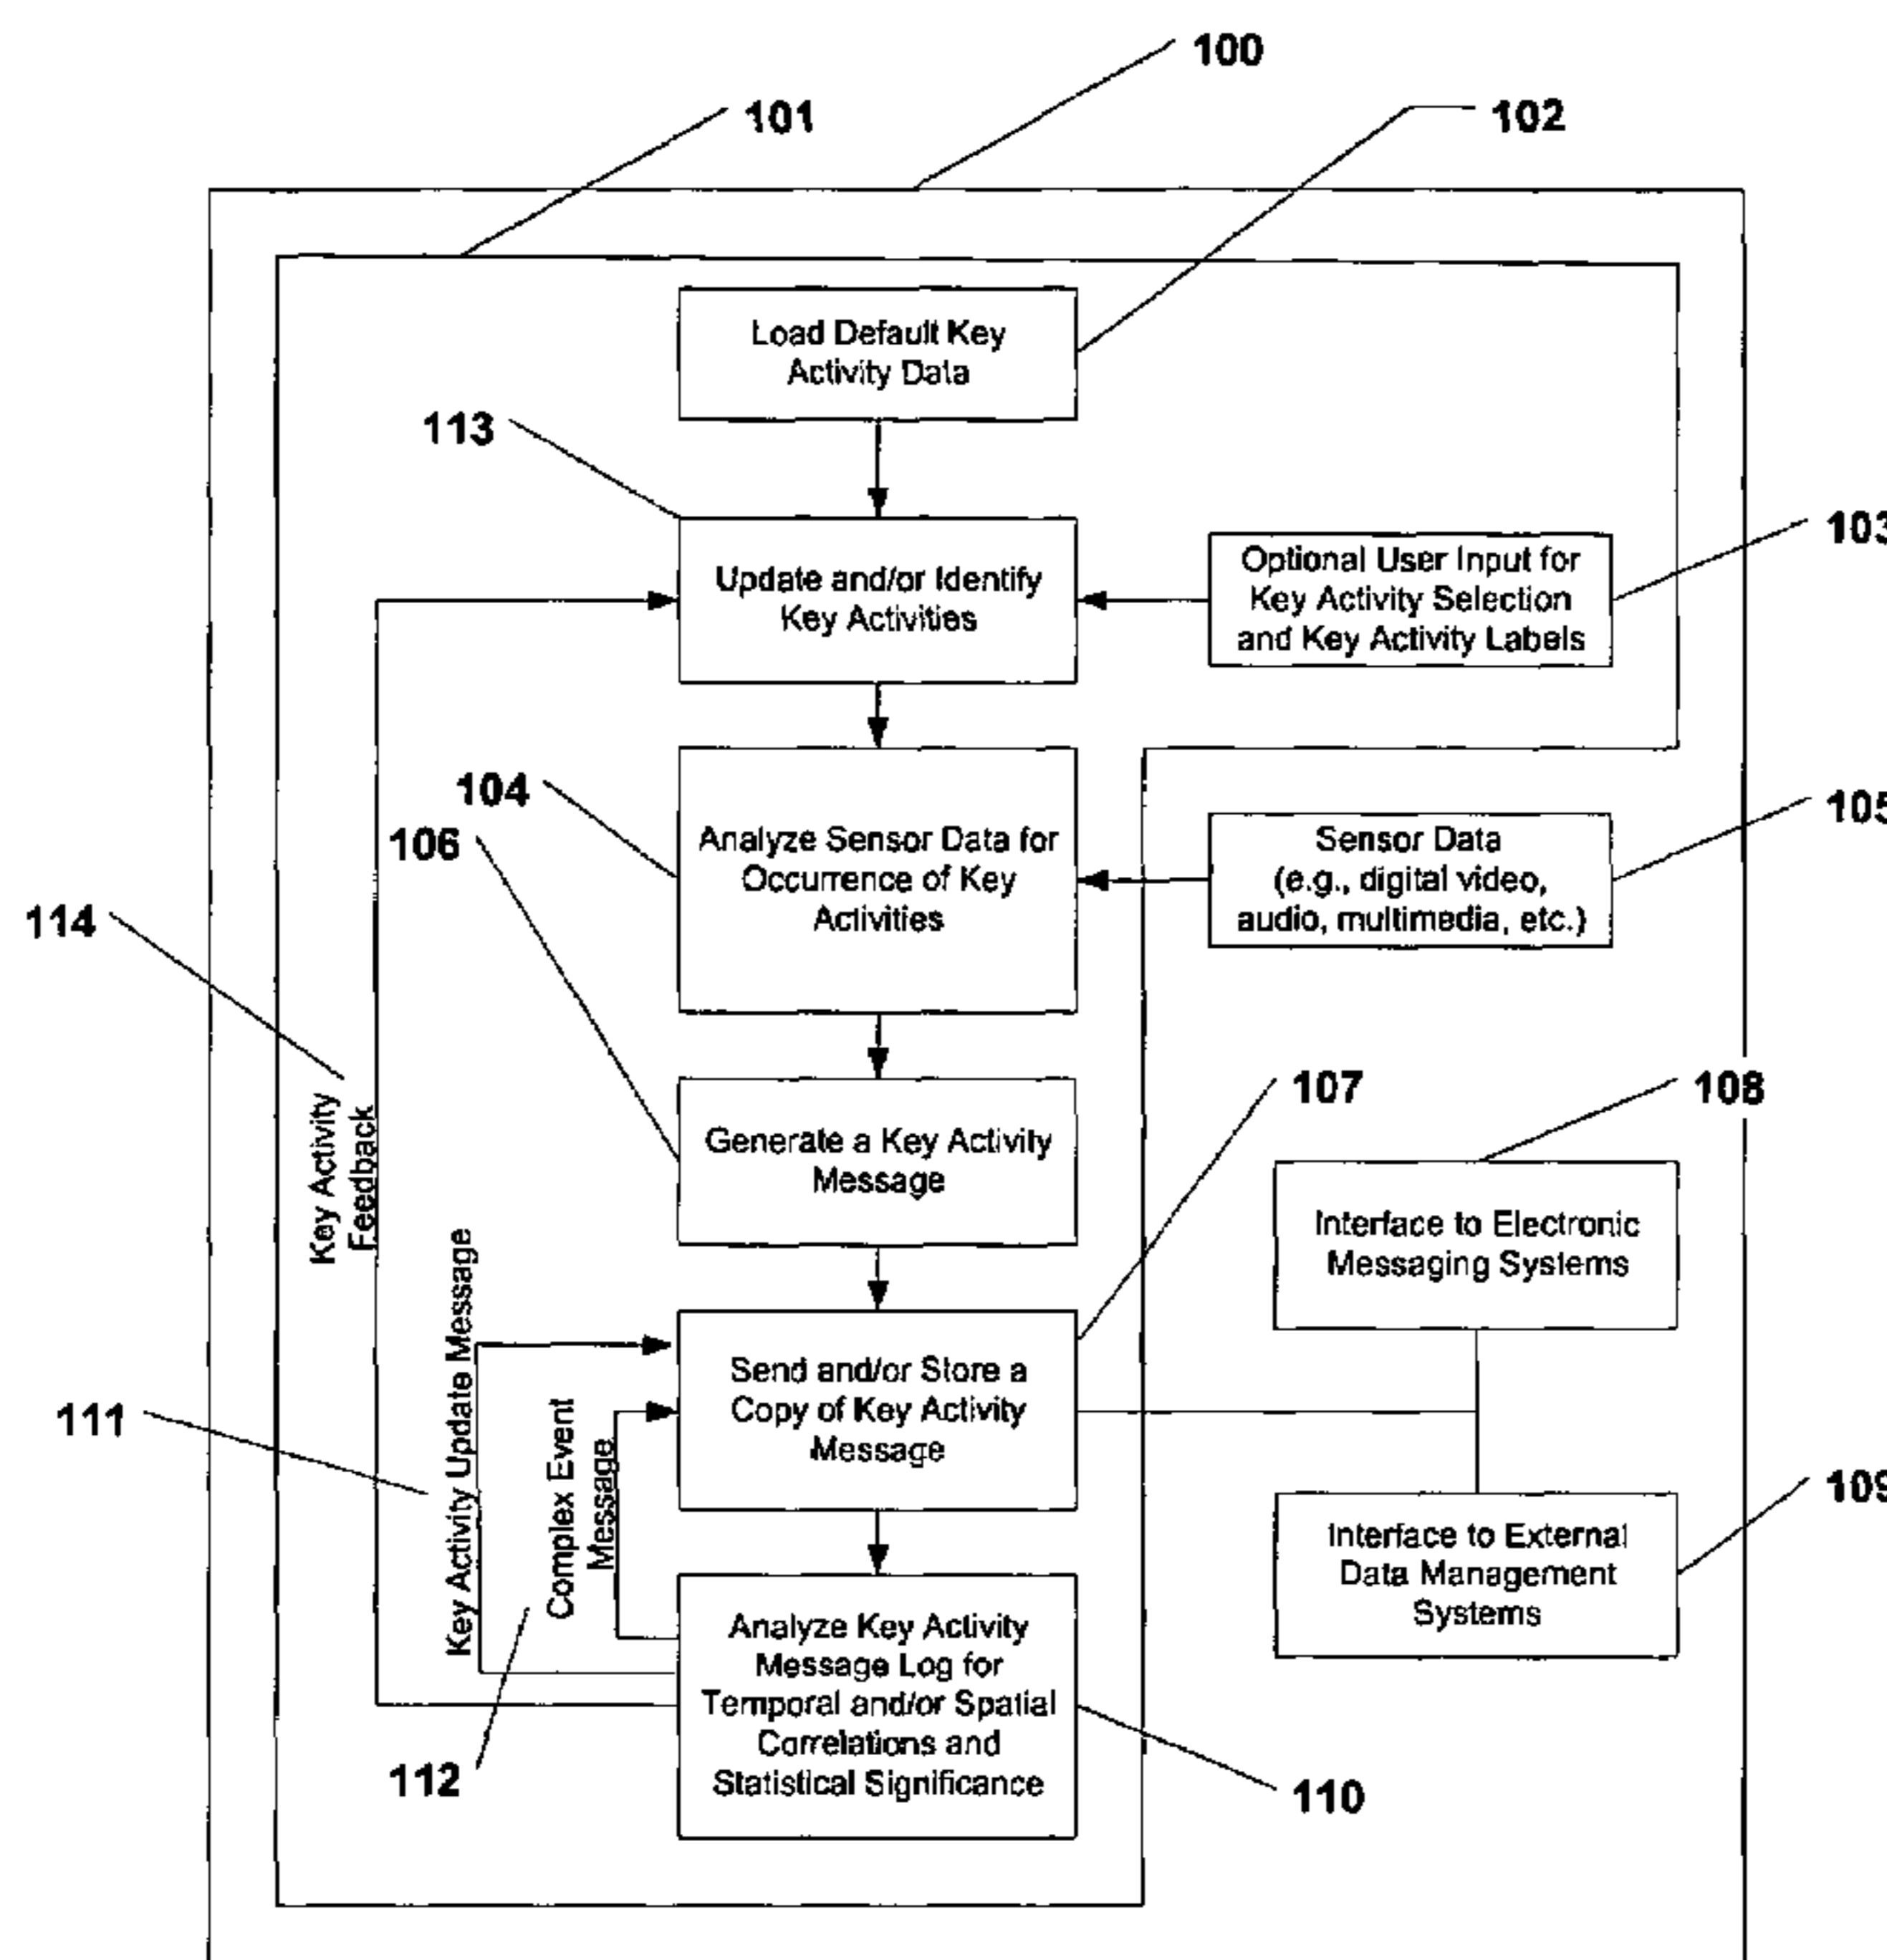 100
101
102
Load Default Key
Activity Data
113
103
Update and/or Identify
Key Activities
Optional User Input for
Key Activity Selection
and Key Activity Labels
104
105
106
Analyze Sensor Data for
Occurrence of Key
Activities
Sensor Data
(e.g., digital video,
audio, multimedia, etc.)
114
Key Activity
Feedback
Generate a Key Activity
Message
107
108
Interface to Electronic
Messaging Systems
111
Key Activity Update Message
Complex Event
Message
Send and/or Store a
Copy of Key Activity
Message
109
Interface to External
Data Management
Systems
112
Analyze Key Activity
Message Log for
Temporal and/or Spatial
Correlations and
Statistical Significance
110